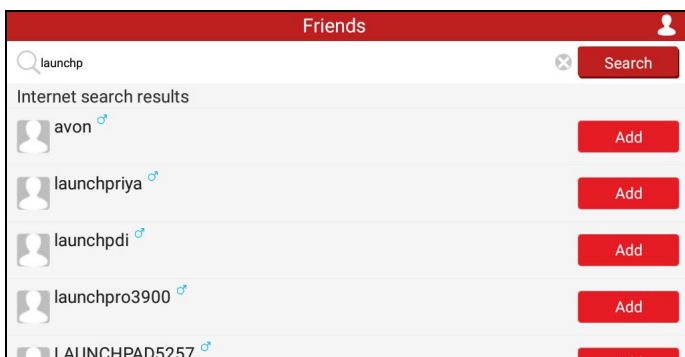 Friends
launchp
Search
Internet search results
avon
Add
launchpriya
Add
launchpdi
Add
launchpro3900
Add
LAUNCHPAD5257